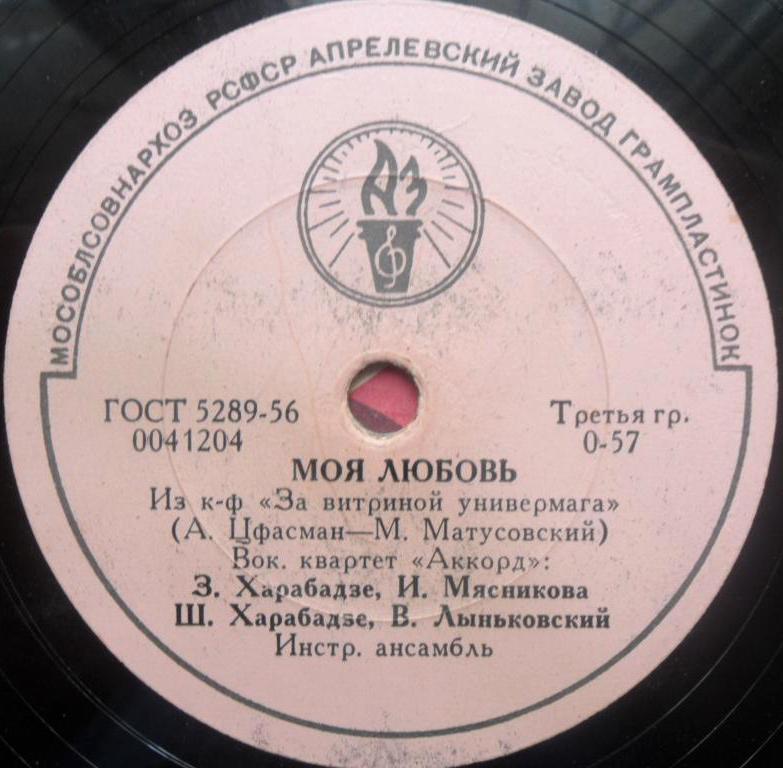 МОСОБЛСОВНАРХОЗ РСФСР АПРЕЛЕВСКИЙ ЗАВОД ГРАМПЛАСТИНОК
АЗ
ГОСТ 5289-56
0041204
Третья гр.
0-57
МОЯ ЛЮБОВЬ
Из к-ф «За витриной универмага»
(А. Цфасман—М. Матусовский)
Вок. квартет «Аккорд»:
З. Харабадзе, И. Мясникова
Ш. Харабадзе, В. Лыньковский
Инстр. ансамбль